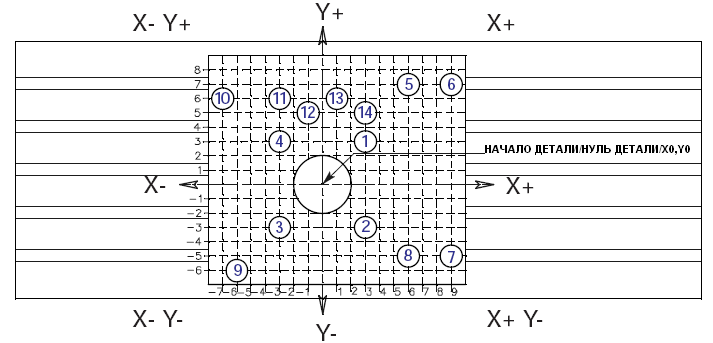 X- Y+ Y+ X+
8
7 5 6
6 10 11 13
5 12 14
4
3 4 1
НАЧАЛО ДЕТАЛИ/НУЛЬ ДЕТАЛИ/X0,Y0
2
1
X- X+
-1
-2
-3 3 2
-4
-5 8 7
-6 9
-7 -6 -5 -4 -3 -2 -1 1 2 3 4 5 6 7 8 9
X- Y- Y- X+ Y-